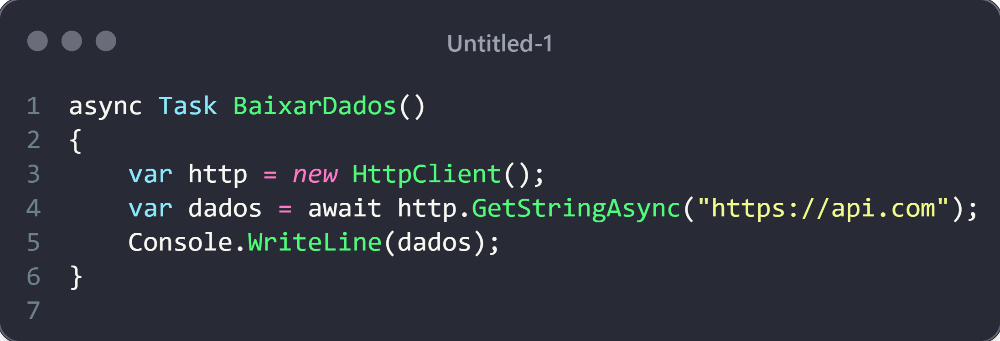 Untitled-1
1 async Task BaixarDados()
2 {
3     var http = new HttpClient();
4     var dados = await http.GetStringAsync("https://api.com");
5     Console.WriteLine(dados);
6 }
7